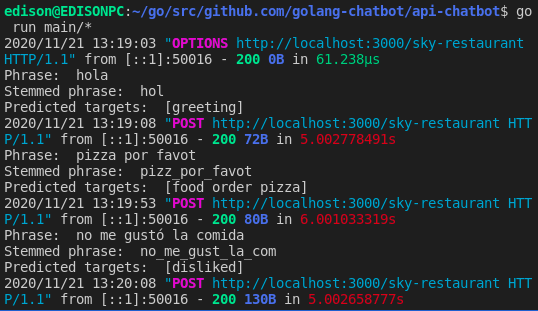 edison@EDISONPC:~/go/src/github.com/golang-chatbot/api-chatbot$ go
 run main/*
2020/11/21 13:19:03 "OPTIONS http://localhost:3000/sky-restaurant
HTTP/1.1" from [::1]:50016 - 200 0B in 61.238µs
Phrase:  hola
Stemmed phrase:  hol
Predicted targets:  [greeting]
2020/11/21 13:19:08 "POST http://localhost:3000/sky-restaurant HTT
P/1.1" from [::1]:50016 - 200 72B in 5.002778491s
Phrase:  pizza por favot
Stemmed phrase:  pizz_por_favot
Predicted targets:  [food order pizza]
2020/11/21 13:19:53 "POST http://localhost:3000/sky-restaurant HTT
P/1.1" from [::1]:50016 - 200 80B in 6.001033319s
Phrase:  no me gustó la comida
Stemmed phrase:  no_me_gust_la_com
Predicted targets:  [disliked]
2020/11/21 13:20:08 "POST http://localhost:3000/sky-restaurant HTT
P/1.1" from [::1]:50016 - 200 130B in 5.002658777s